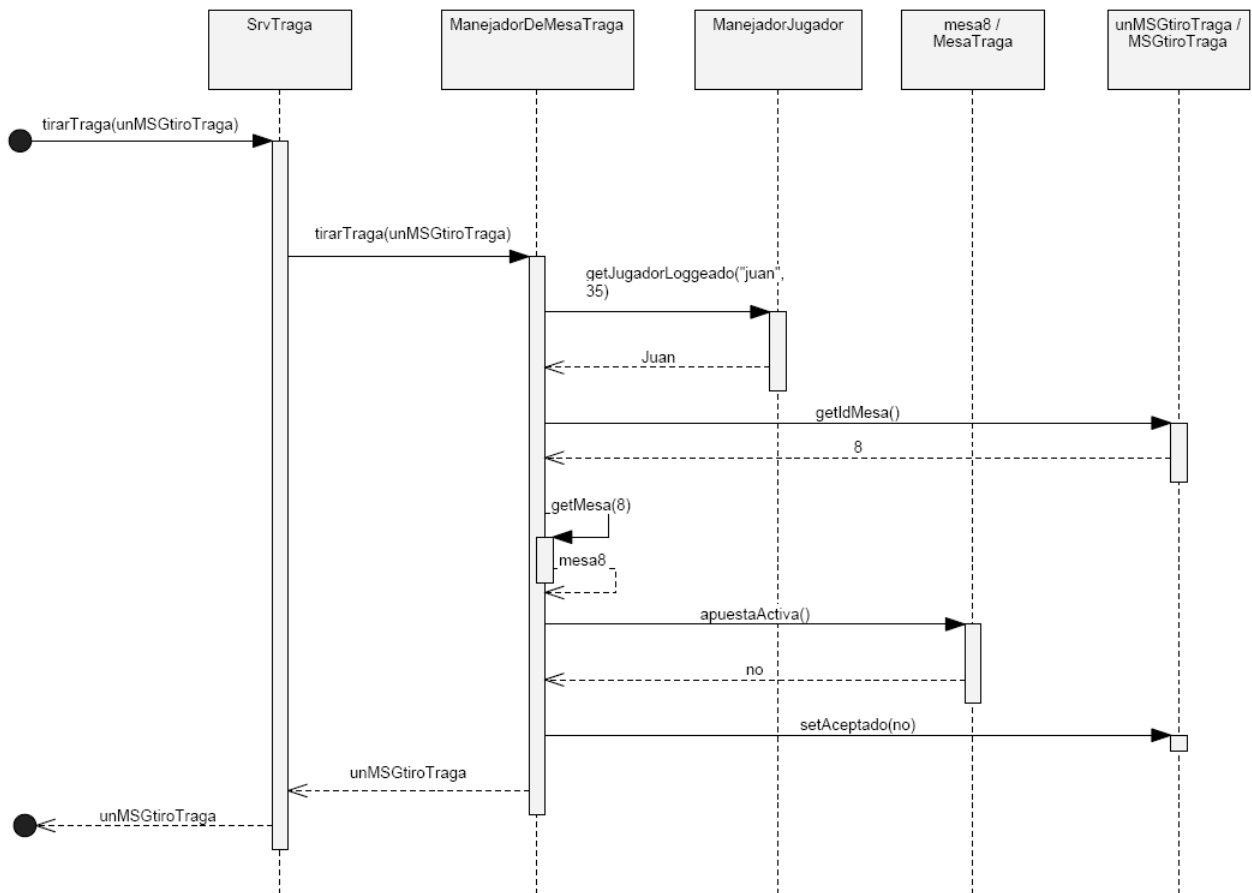 SrvTraga
ManejadorDeMesaTraga
ManejadorJugador
mesa8 /
MesaTraga
unMSGtiroTraga /
MSGtiroTraga
tirarTraga(unMSGtiroTraga)
tirarTraga(unMSGtiroTraga)
getJugadorLoggeado("juan",
35)
Juan
getIdMesa()
8
getMesa(8)
mesa8
apuestaActiva()
no
setAceptado(no)
unMSGtiroTraga
unMSGtiroTraga